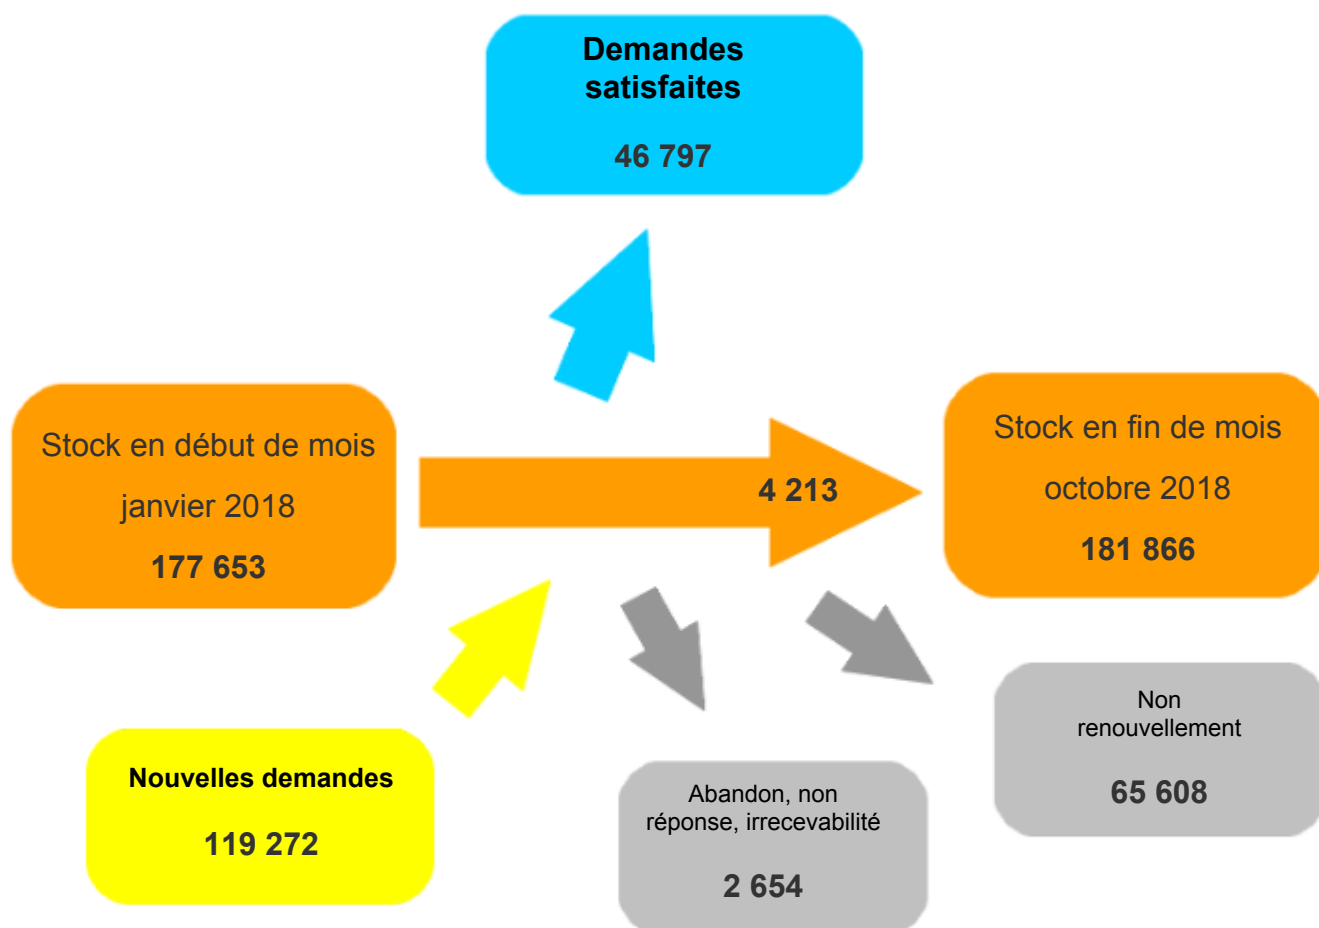 Demandes
satisfaites
46 797
Stock en début de mois
janvier 2018
177 653
4 213
Stock en fin de mois
octobre 2018
181 866
Nouvelles demandes
119 272
Abandon, non
réponse, irrecevabilité
2 654
Non
renouvellement
65 608